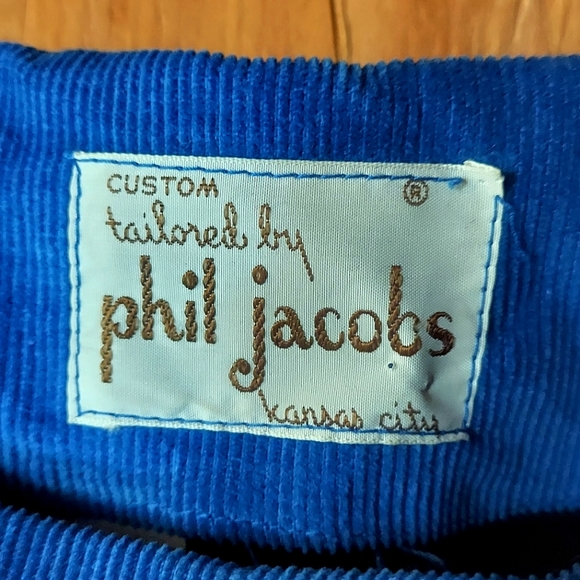 CUSTOM ®
tailored by
phil jacobs
kansas city